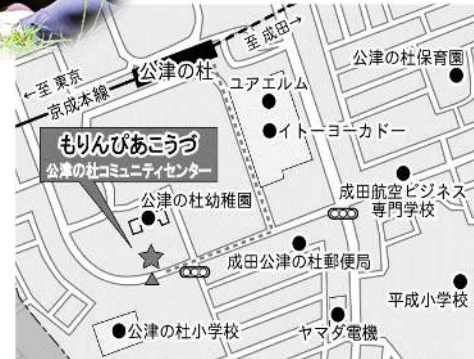 至 成田→
公津の杜
←至 東京
京成本線
公津の杜保育園
ユアエルム
イトーヨーカドー
もりんぴあこうづ
公津の杜コミュニティセンター
公津の杜幼稚園
成田航空ビジネス
専門学校
成田公津の杜郵便局
平成小学校
公津の杜小学校
ヤマダ電機